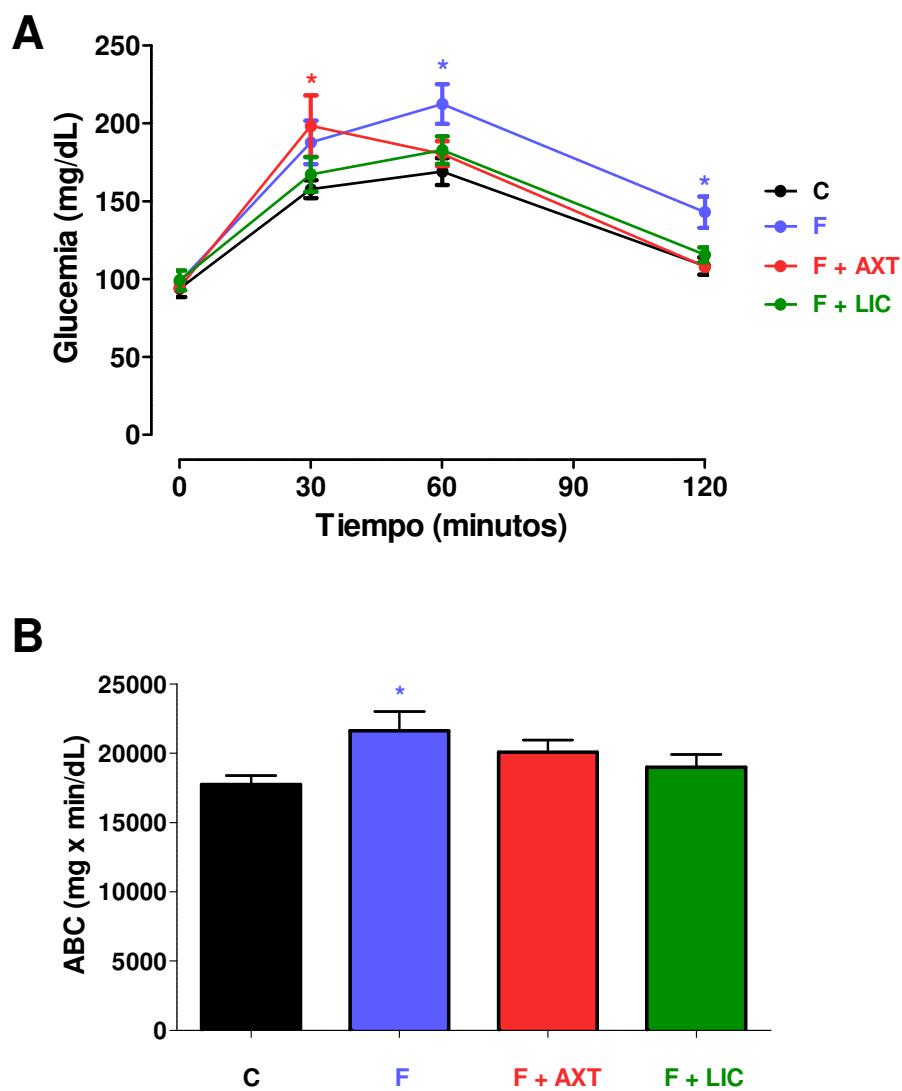 A
250
200
150
100
50
0
Glucemia (mg/dL)
*
*
*
C
F
F + AXT
F + LIC
0 30 60 90 120
Tiempo (minutos)
B
25000
20000
15000
10000
5000
0
ABC (mg x min/dL)
*
C F F + AXT F + LIC